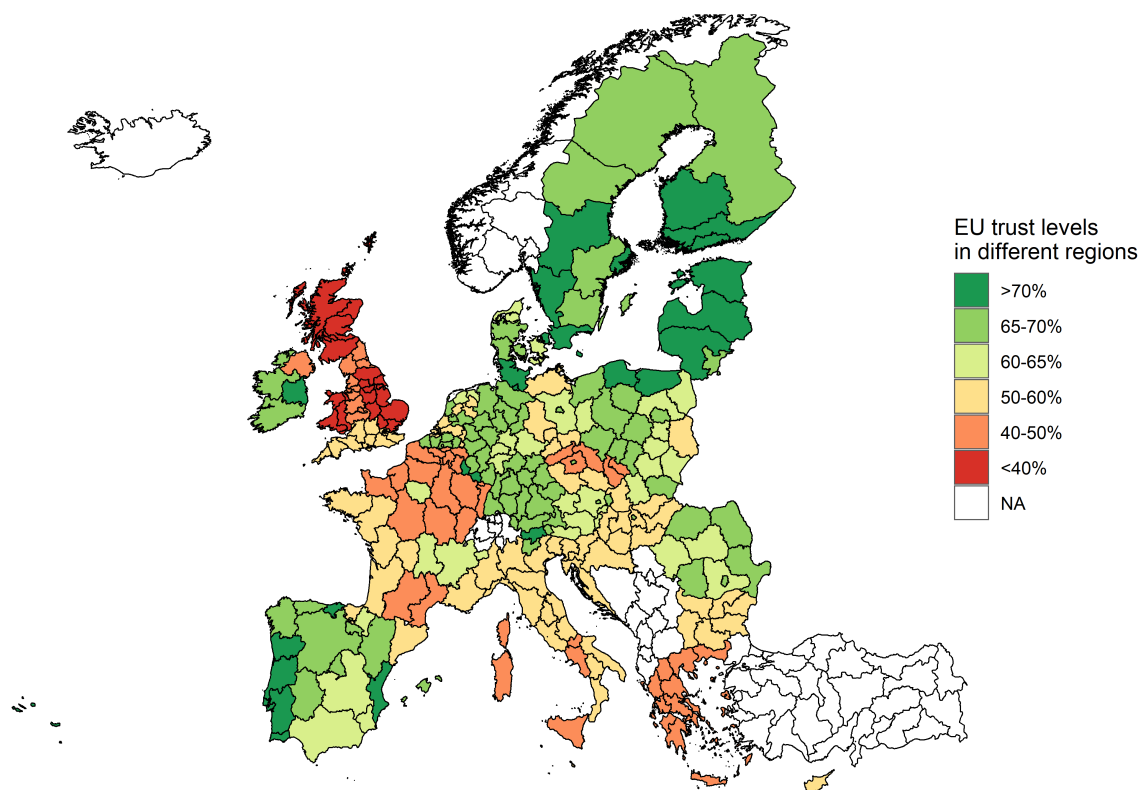 EU trust levels
in different regions
>70%
65-70%
60-65%
50-60%
40-50%
<40%
NA